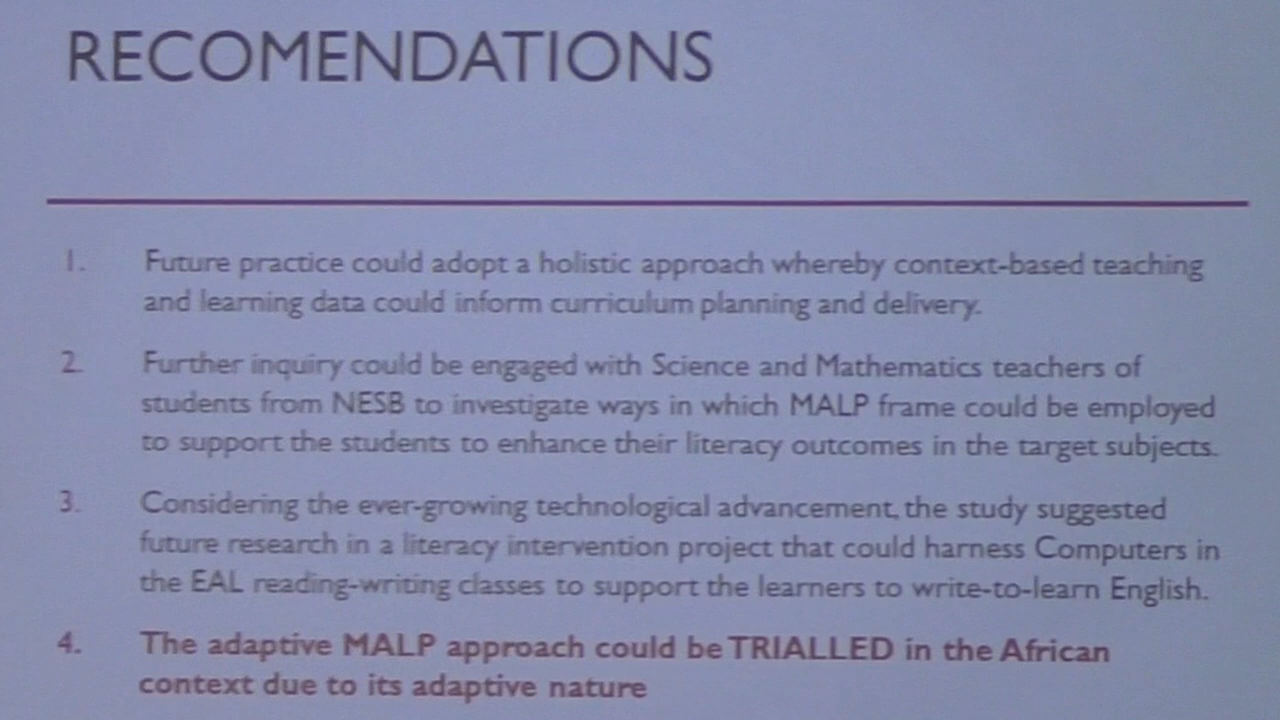 RECOMENDATIONS
1. Future practice could adopt a holistic approach whereby context-based teaching
and learning data could inform curriculum planning and delivery.
2. Further inquiry could be engaged with Science and Mathematics teachers of
students from NESB to investigate ways in which MALP frame could be employed
to support the students to enhance their literacy outcomes in the target subjects.
3. Considering the ever-growing technological advancement, the study suggested
future research in a literacy intervention project that could harness Computers in
the EAL reading-writing classes to support the learners to write-to-learn English.
4. The adaptive MALP approach could be TRIALLED in the African
context due to its adaptive nature